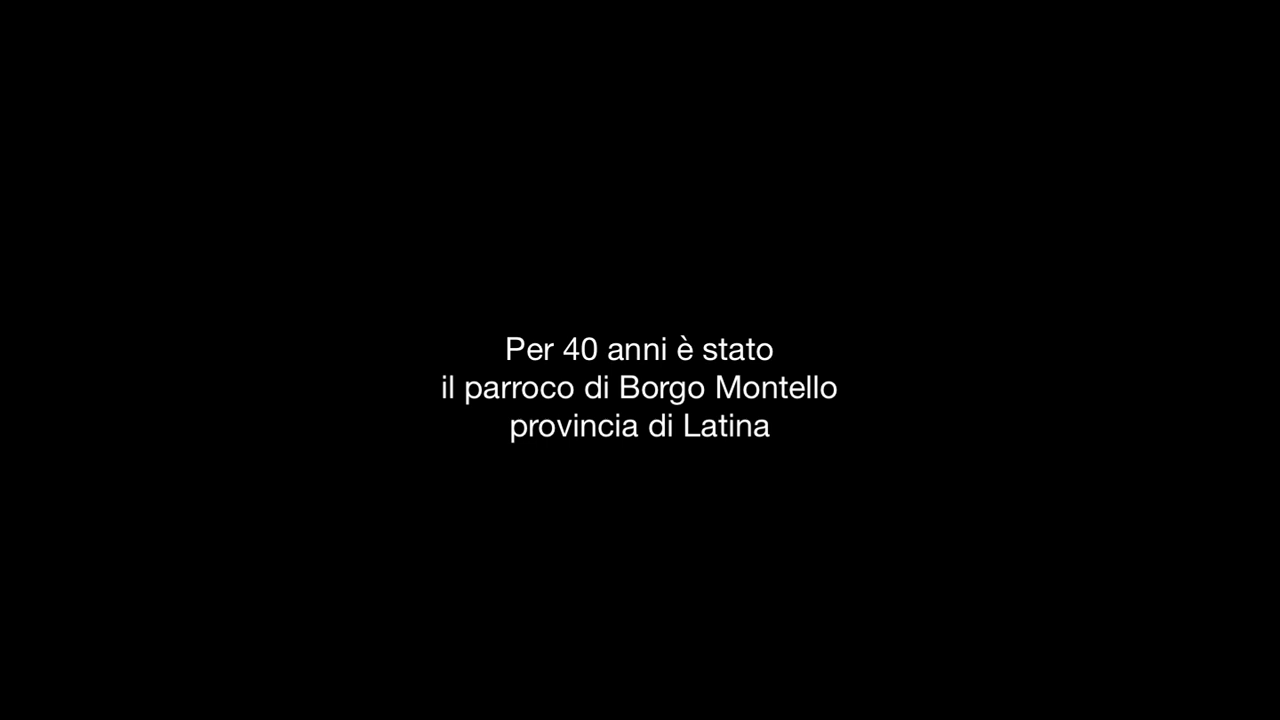 Per 40 anni è stato
il parroco di Borgo Montello
provincia di Latina